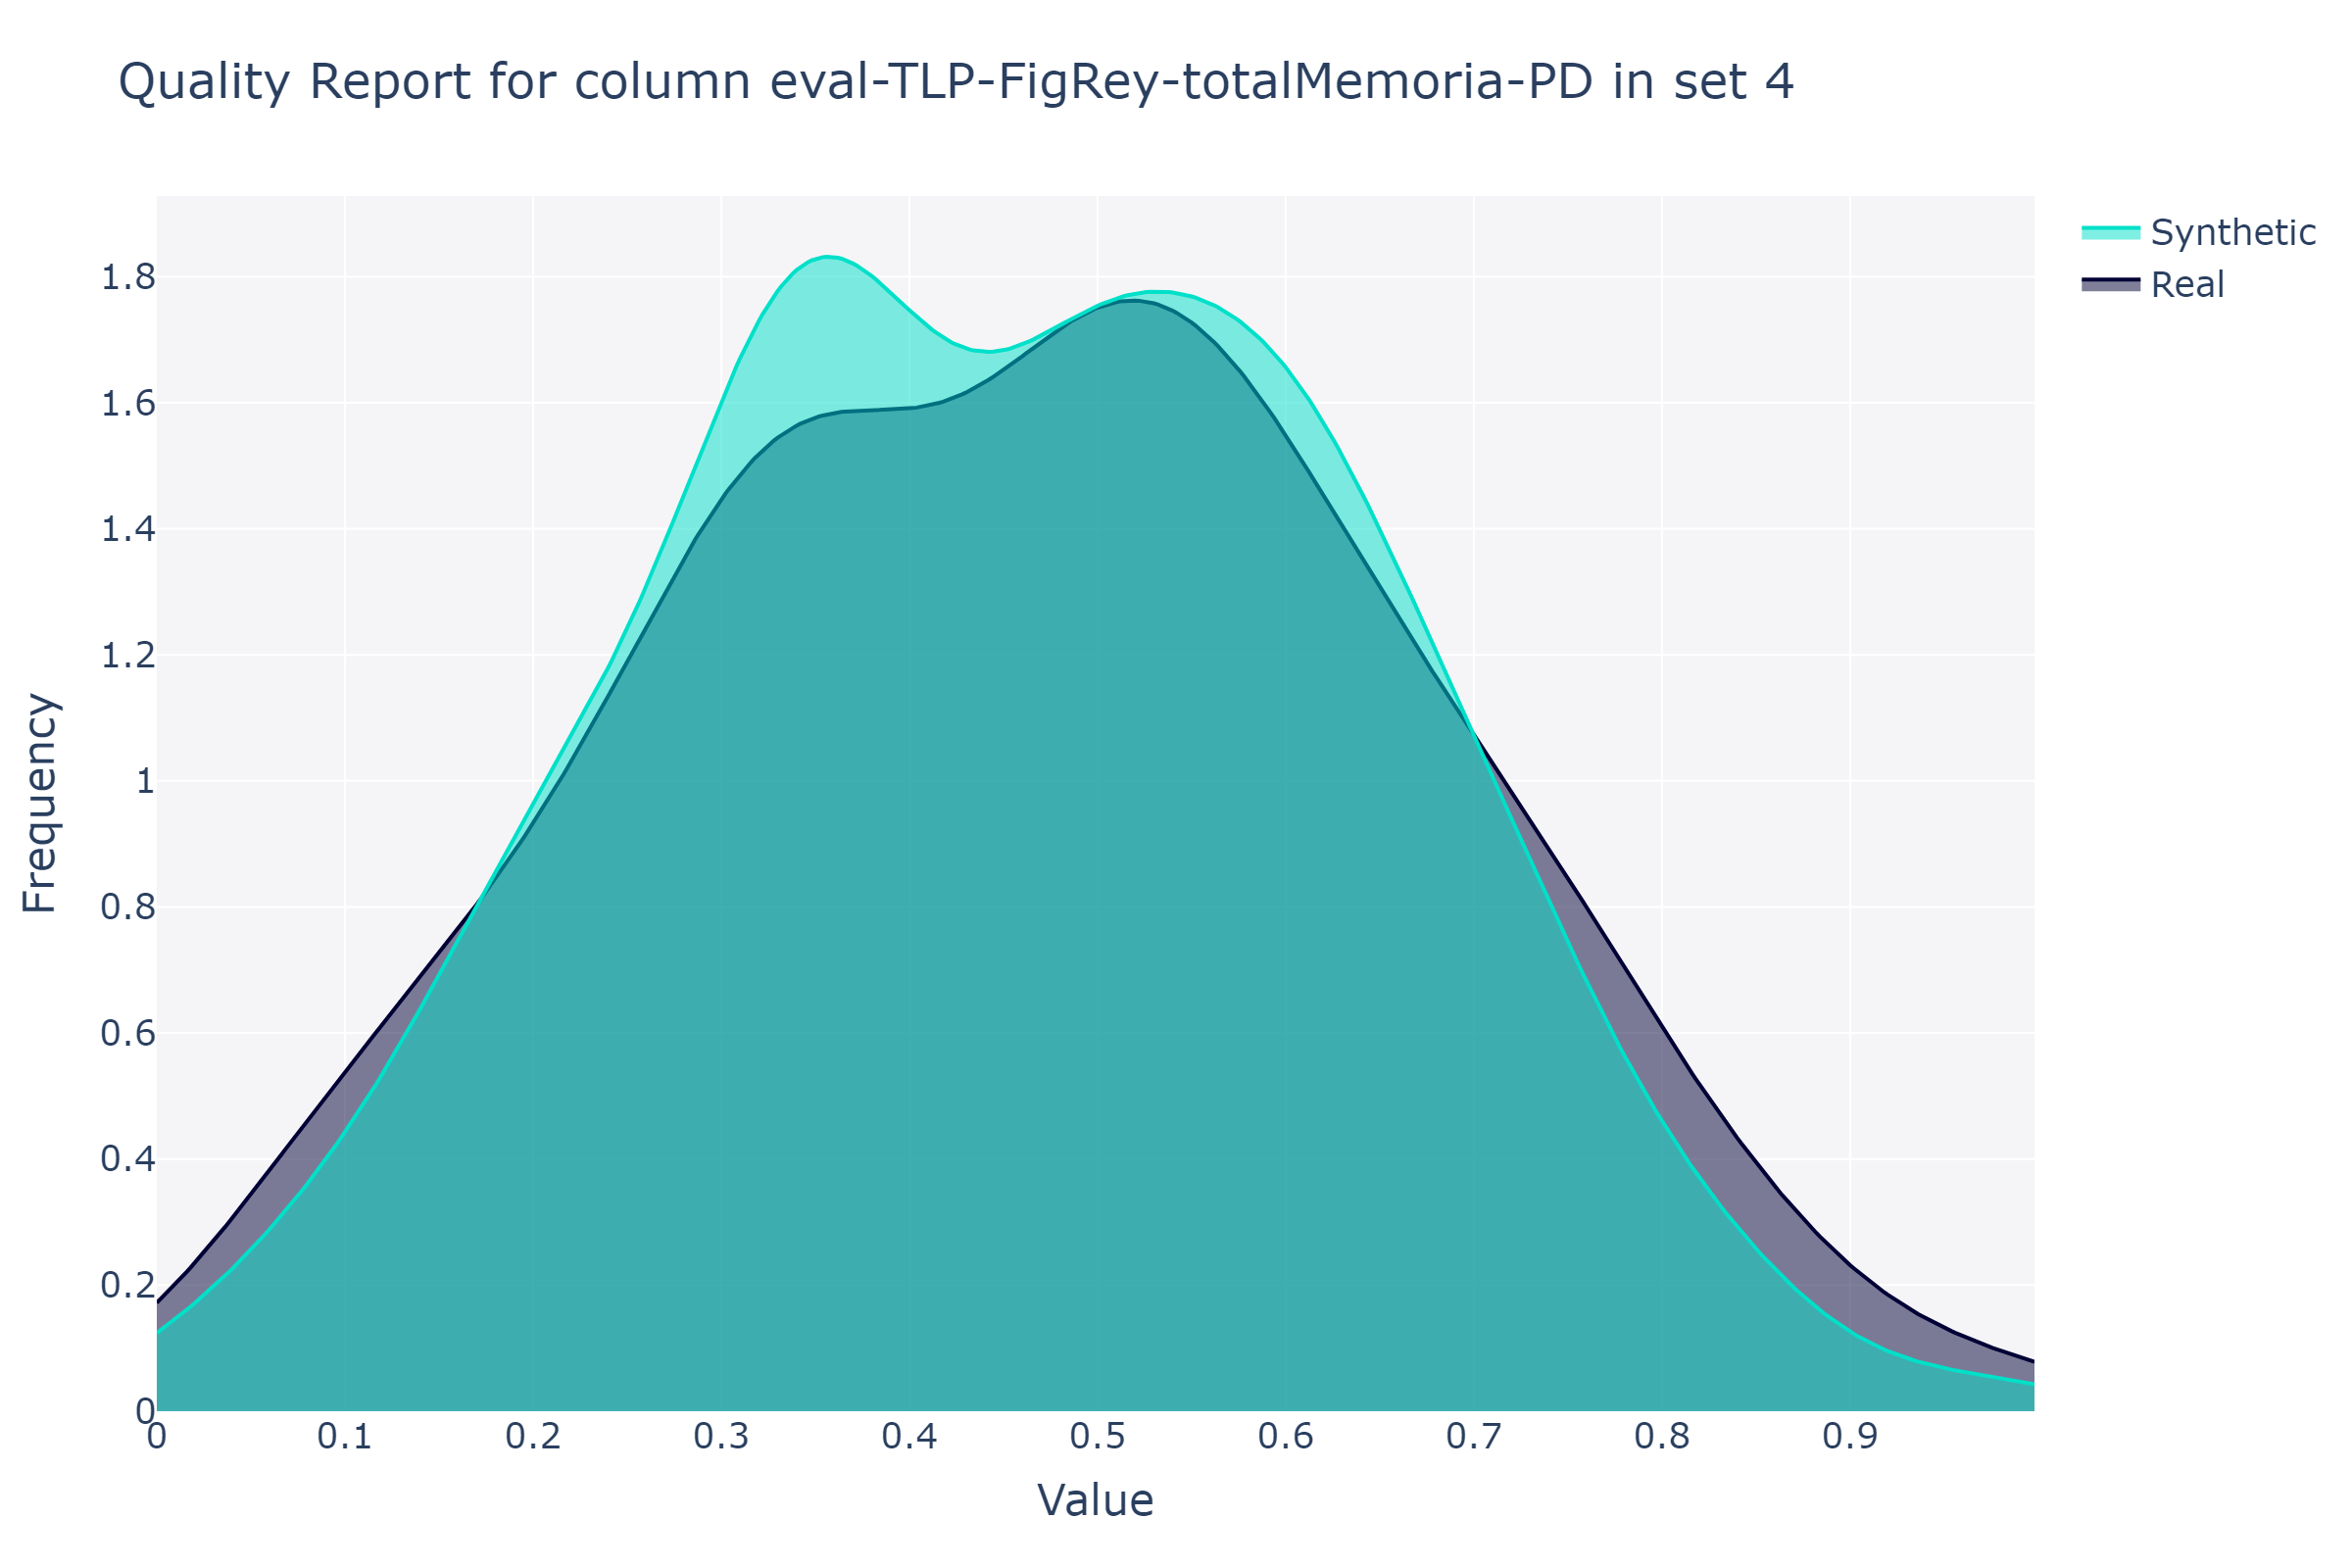 Quality Report for column eval-TLP-FigRey-totalMemoria-PD in set 4
Synthetic
Real
1.8
1.6
1.4
1.2
1
0.8
0.6
0.4
0.2
0
Frequency
0 0.1 0.2 0.3 0.4 0.5 0.6 0.7 0.8 0.9
Value